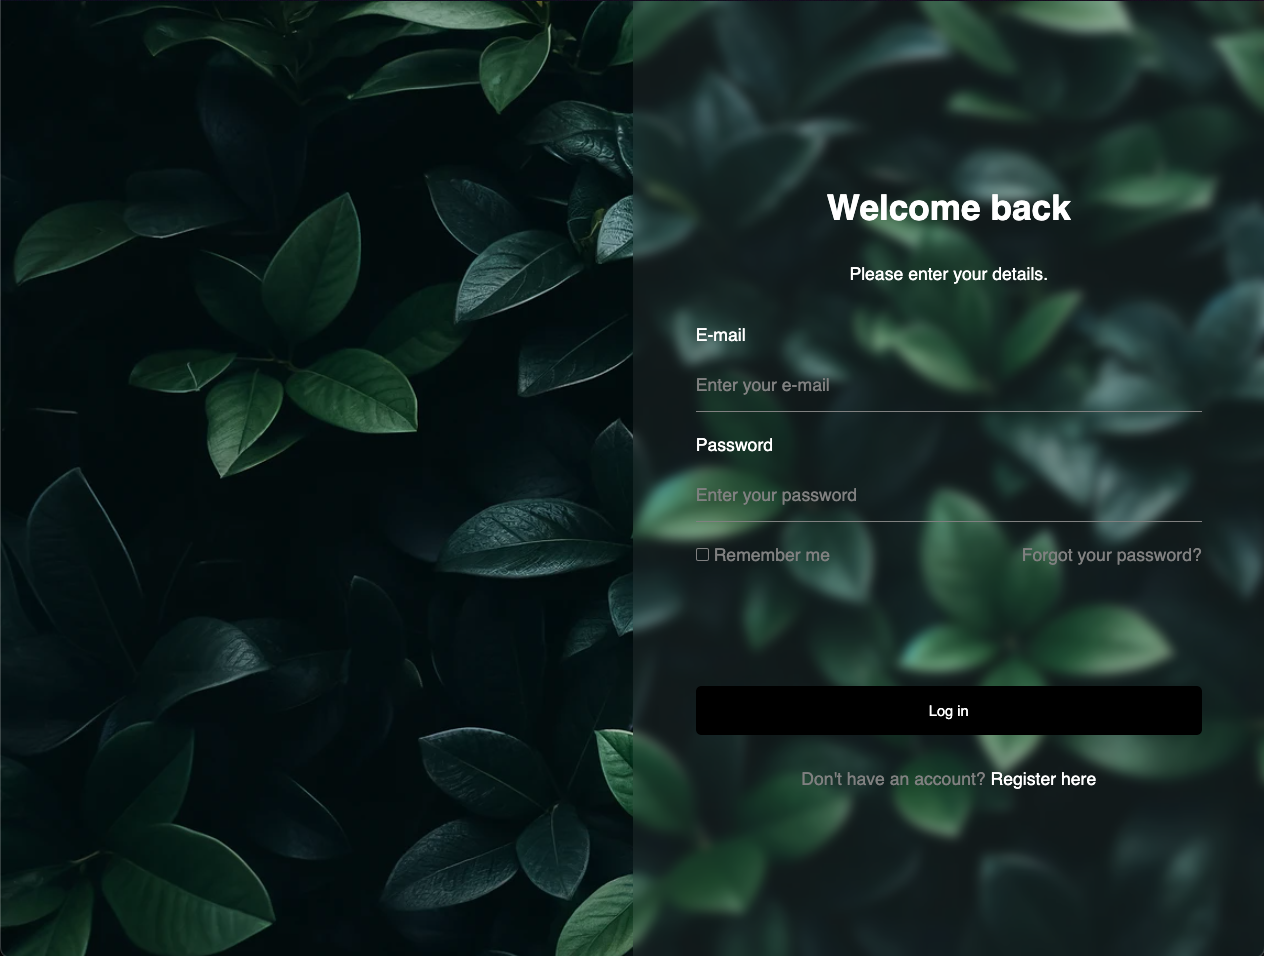 Welcome back
Please enter your details.
E-mail
Enter your e-mail
Password
Enter your password
Remember me Forgot your password?
Log in
Don't have an account? Register here